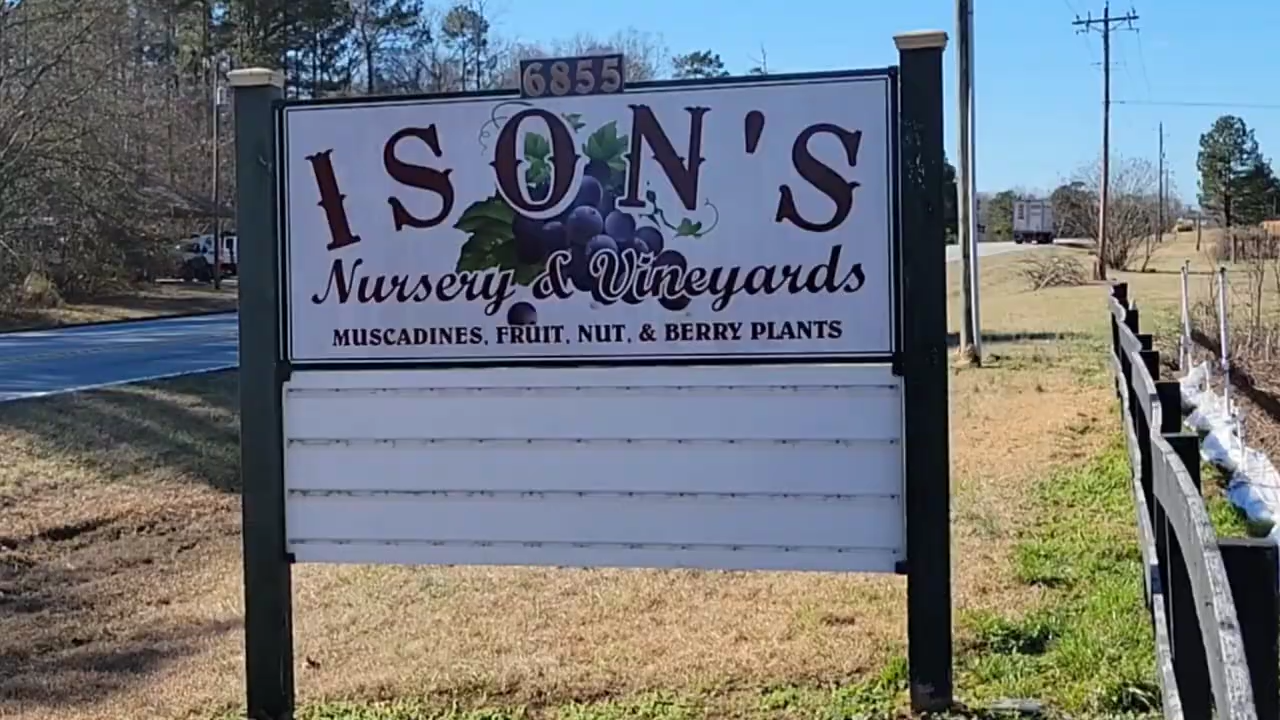 6855
ISON'S
Nursery & Vineyards
MUSCADINES, FRUIT, NUT, & BERRY PLANTS